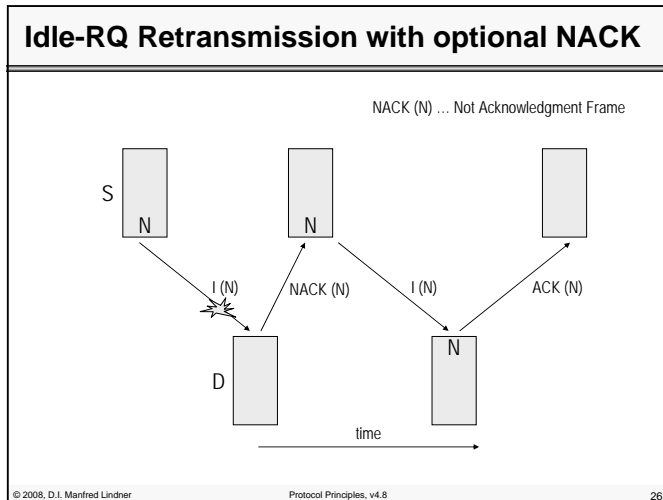 Idle-RQ Retransmission with optional NACK
NACK (N) ... Not Acknowledgment Frame
S
N
N
I (N)
NACK (N)
I (N)
ACK (N)
D
N
time
© 2008, D.I. Manfred Lindner
Protocol Principles, v4.8
26